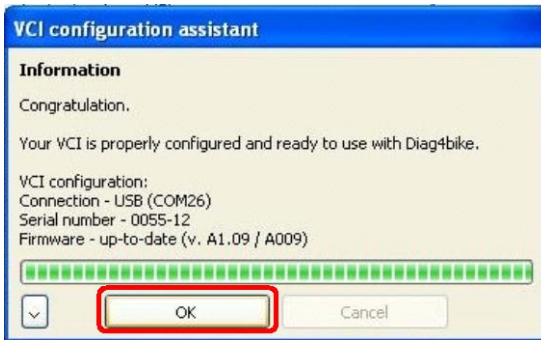 VCI configuration assistant
Information
Congratulation.
Your VCI is properly configured and ready to use with Diag4bike.
VCI configuration:
Connection - USB (COM26)
Serial number - 0055-12
Firmware - up-to-date (v. A1.09 / A009)
OK
Cancel